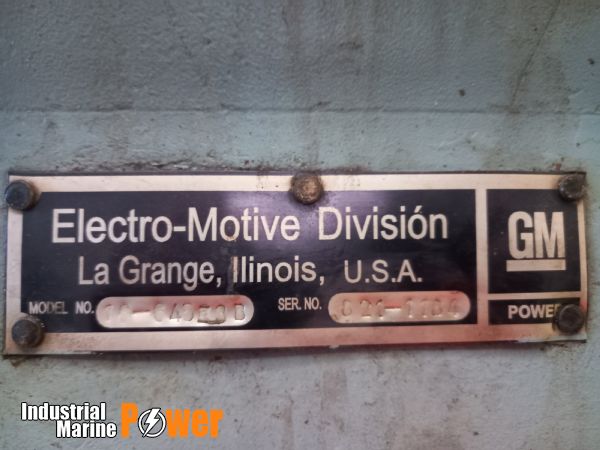 Electro-Motive División
La Grange, Ilinois, U.S.A.
MODEL NO. SER. NO.
GM
POWER
Industrial
Marine Power